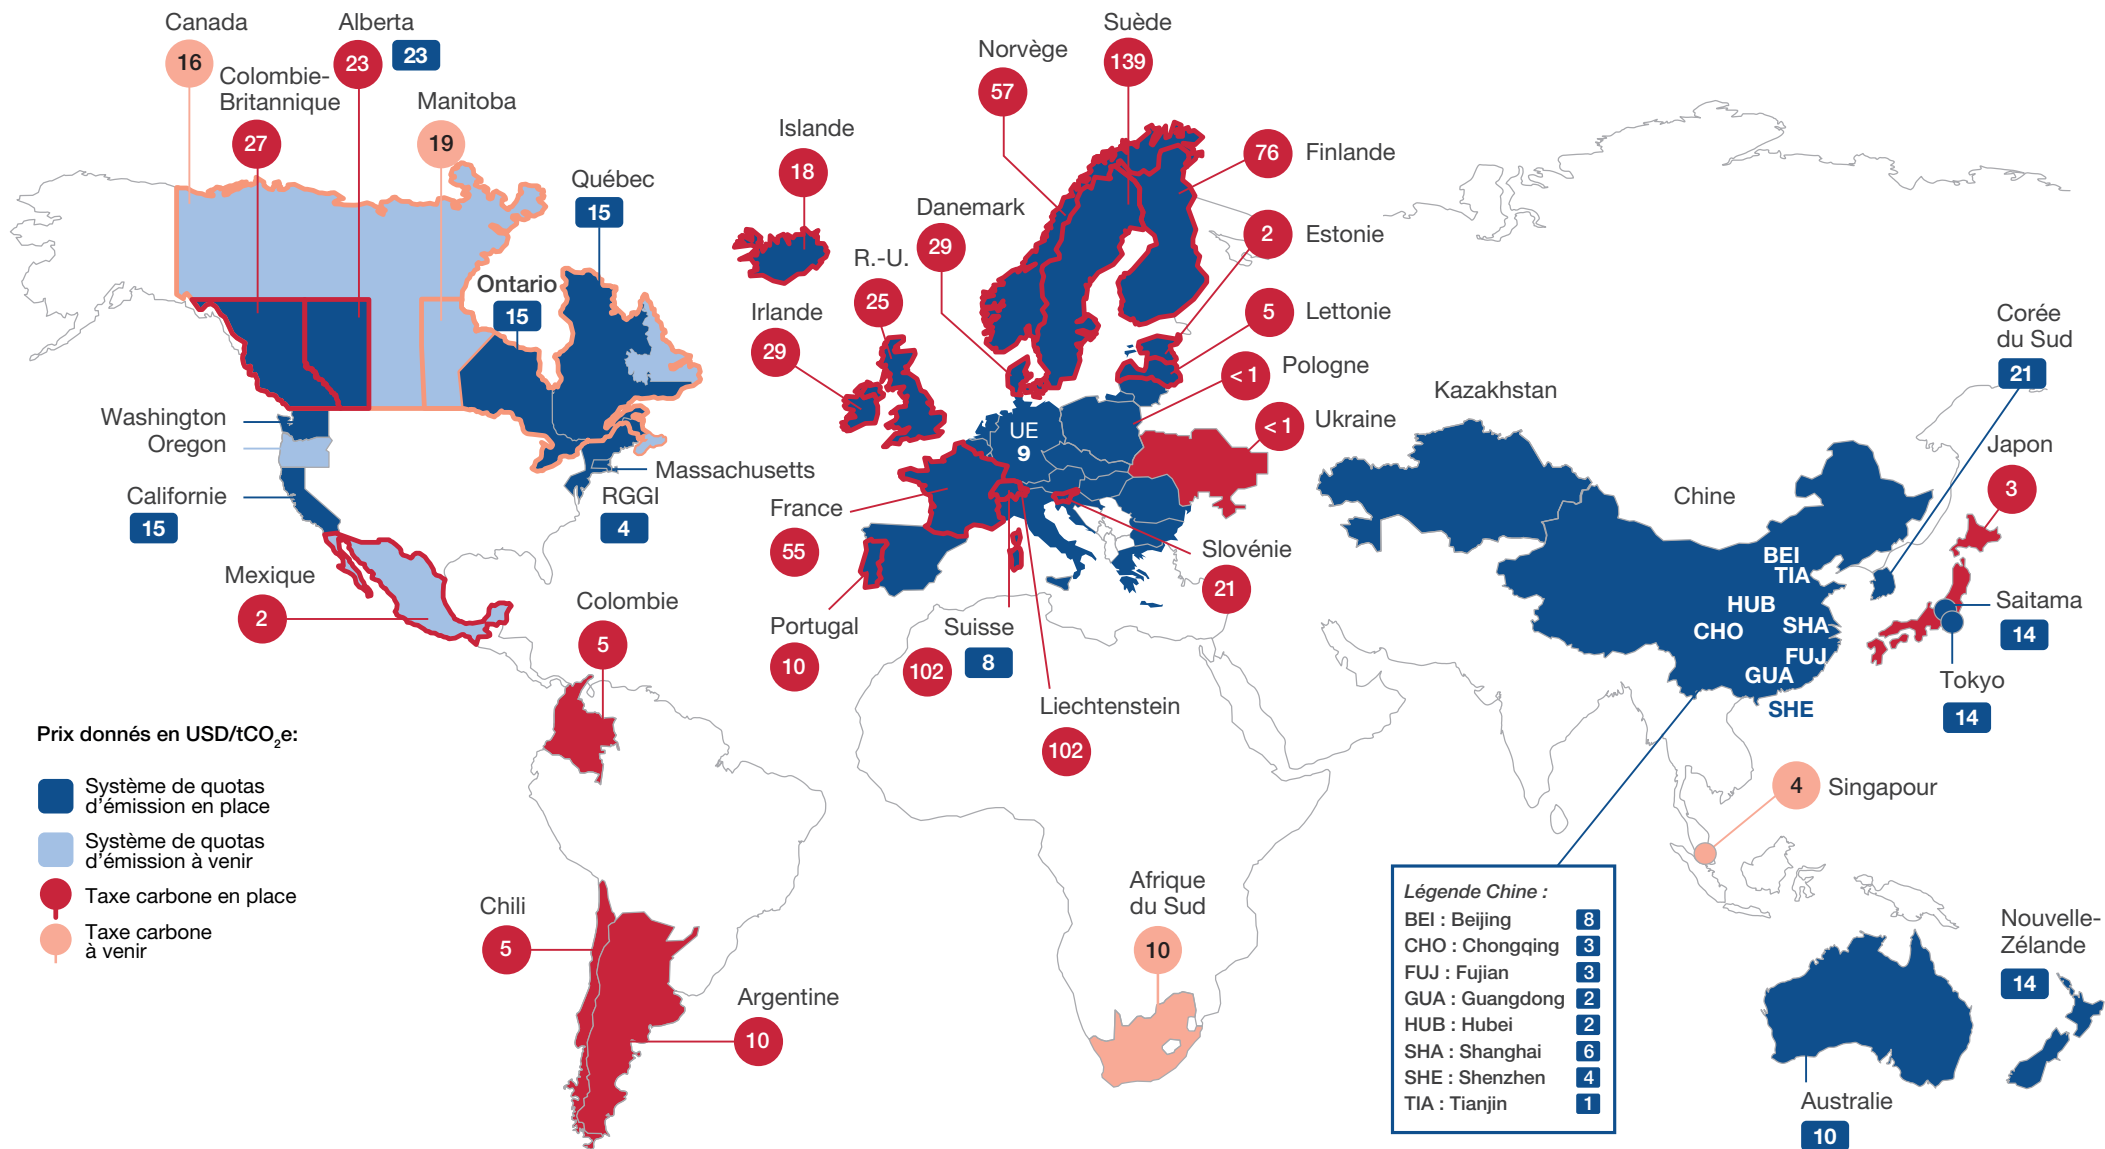 Canada
16
Alberta
23
23
Colombie-
Britannique
27
Manitoba
19
Québec
15
Ontario
15
Washington
Oregon
Californie
15
Massachusetts
RGGI
4
Mexique
2
Colombie
5
Chili
5
Argentine
10
Islande
18
Norvège
57
Suède
139
Finlande
76
Estonie
2
Danemark
29
R.-U.
25
Irlande
29
Lettonie
5
Pologne
< 1
Ukraine
< 1
UE
9
France
55
Portugal
10
Suisse
102
8
Liechtenstein
102
Slovénie
21
Afrique
du Sud
10
Kazakhstan
Chine
BEI
TIA
HUB
CHO
SHA
FUJ
GUA
SHE
Corée
du Sud
21
Japon
3
Saitama
14
Tokyo
14
Singapour
4
Nouvelle-
Zélande
14
Australie
10
Prix donnés en USD/tCO₂e:
Système de quotas
d'émission en place
Système de quotas
d'émission à venir
Taxe carbone en place
Taxe carbone
à venir
Légende Chine :
BEI : Beijing 8
CHO : Chongqing 3
FUJ : Fujian 3
GUA : Guangdong 2
HUB : Hubei 2
SHA : Shanghai 6
SHE : Shenzhen 4
TIA : Tianjin 1